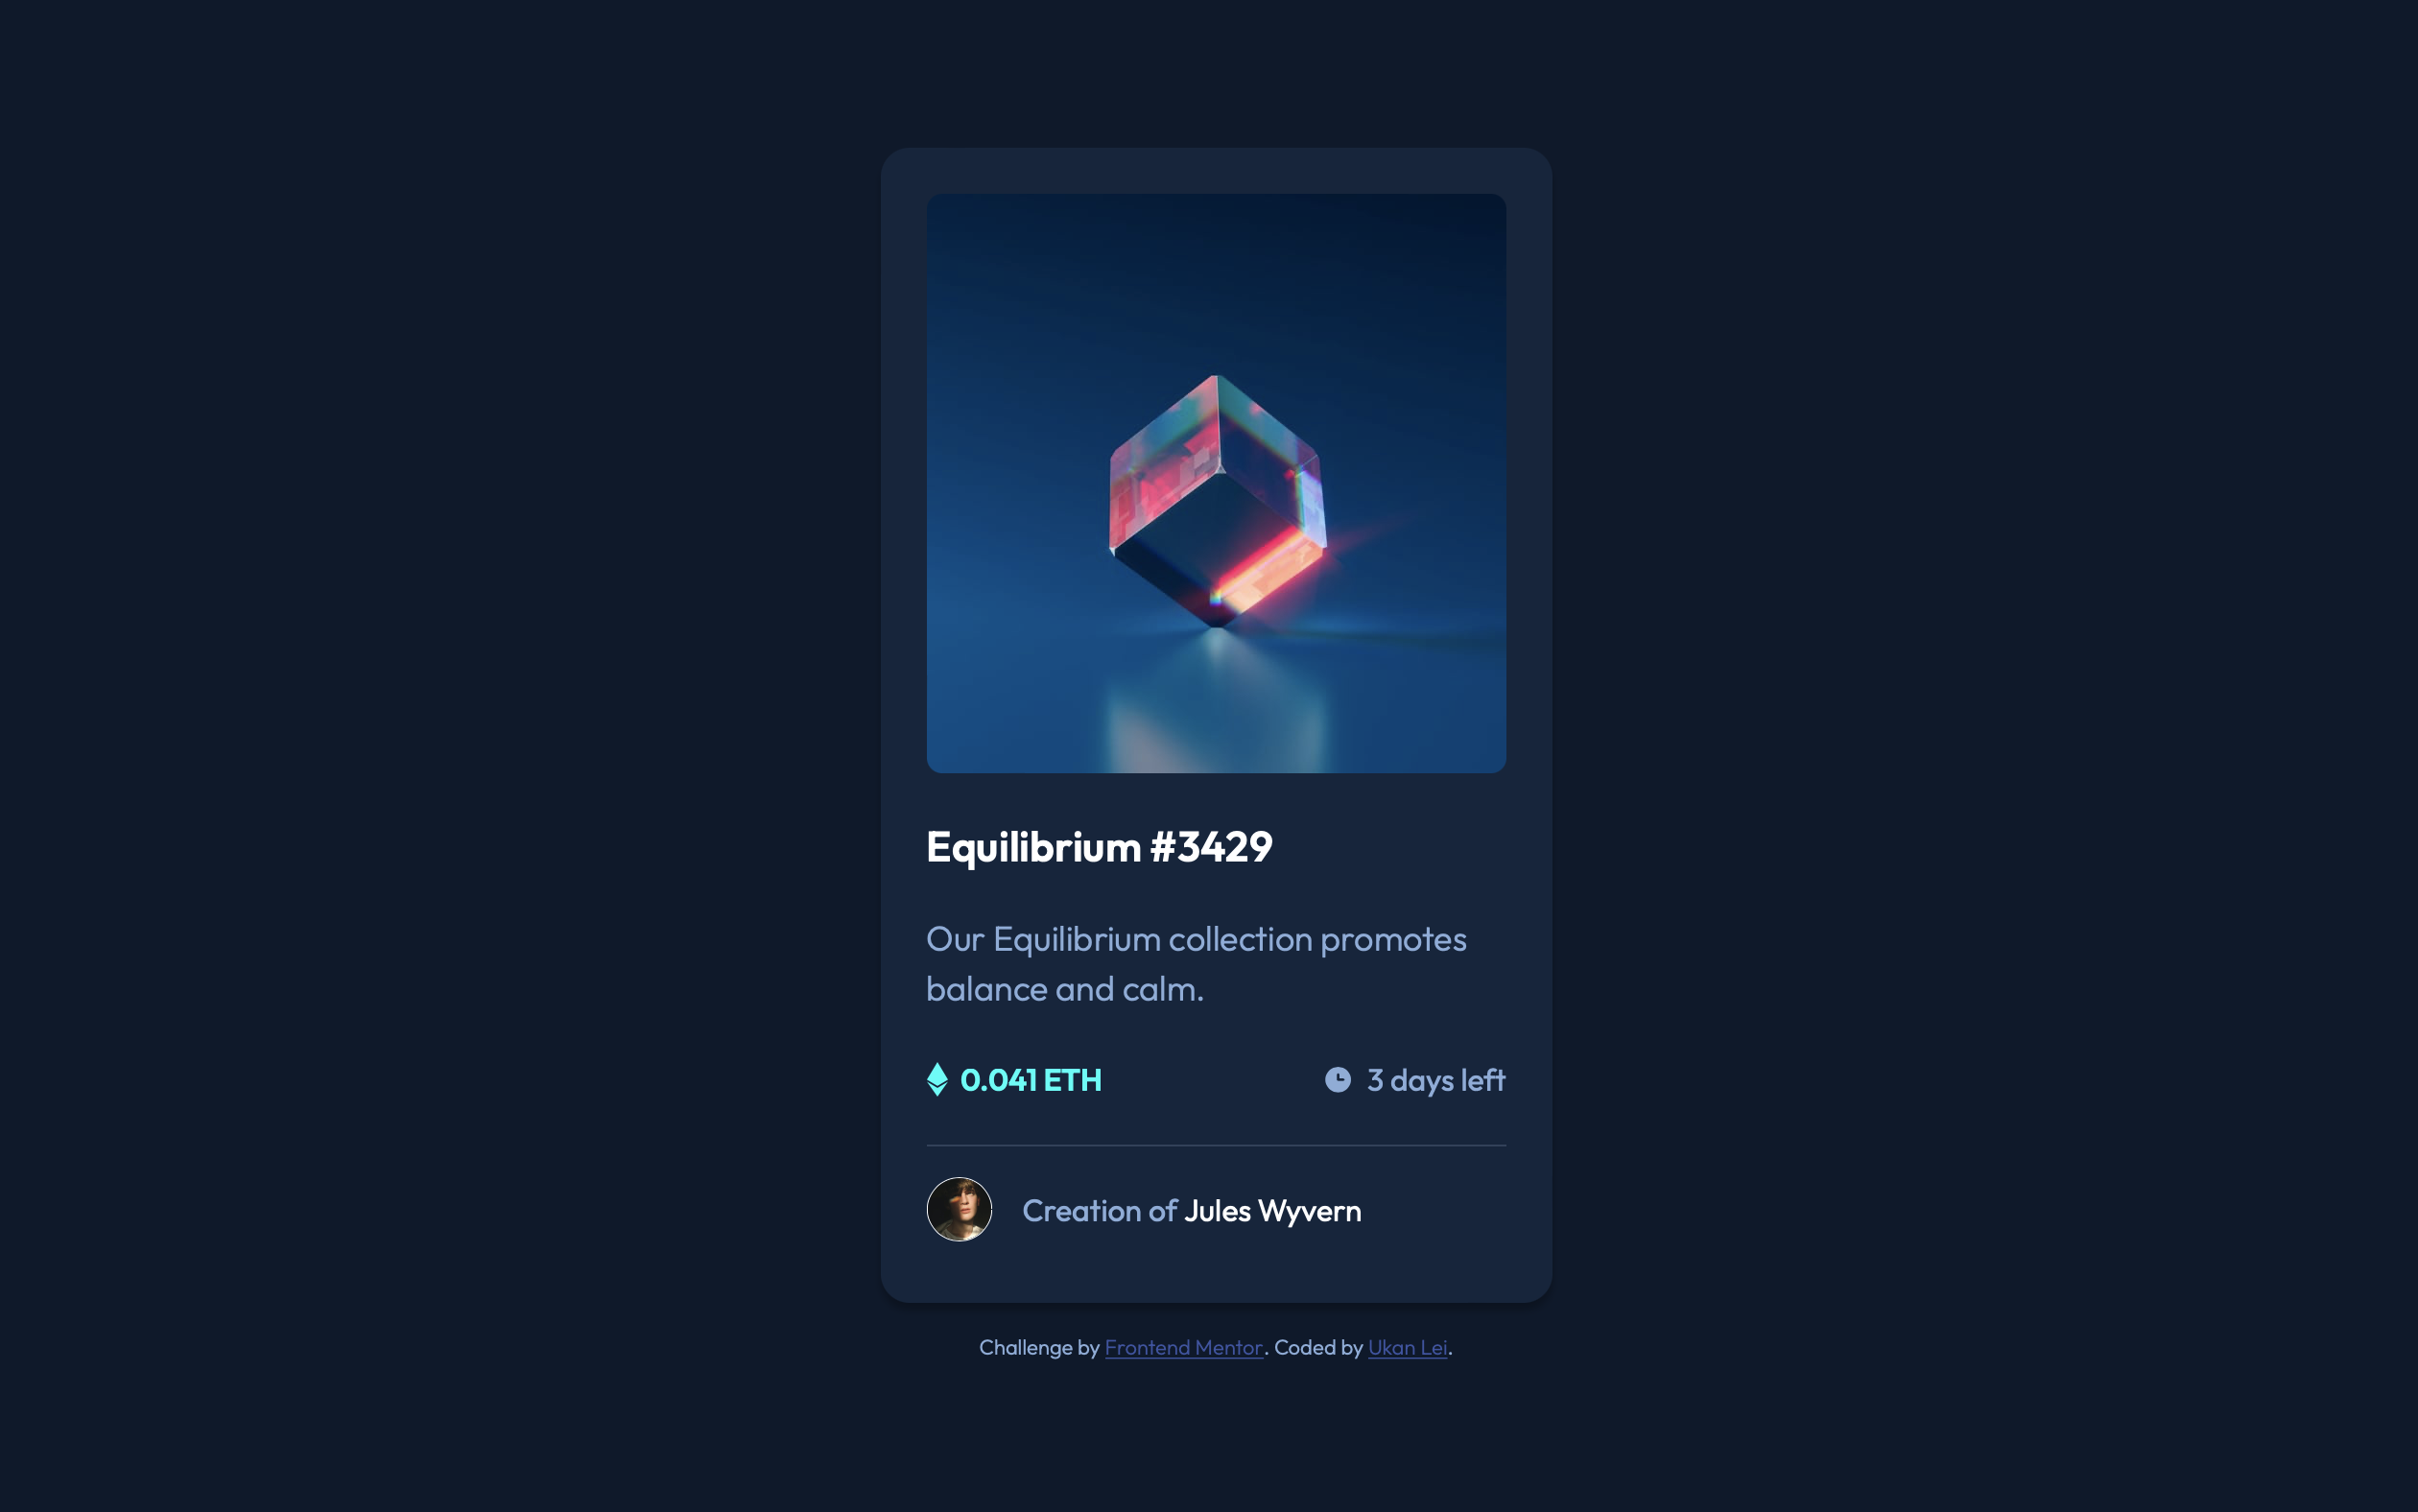 Equilibrium #3429
Our Equilibrium collection promotes
balance and calm.
0.041 ETH
3 days left
Creation of Jules Wyvern
Challenge by Frontend Mentor. Coded by Ukan Lei.